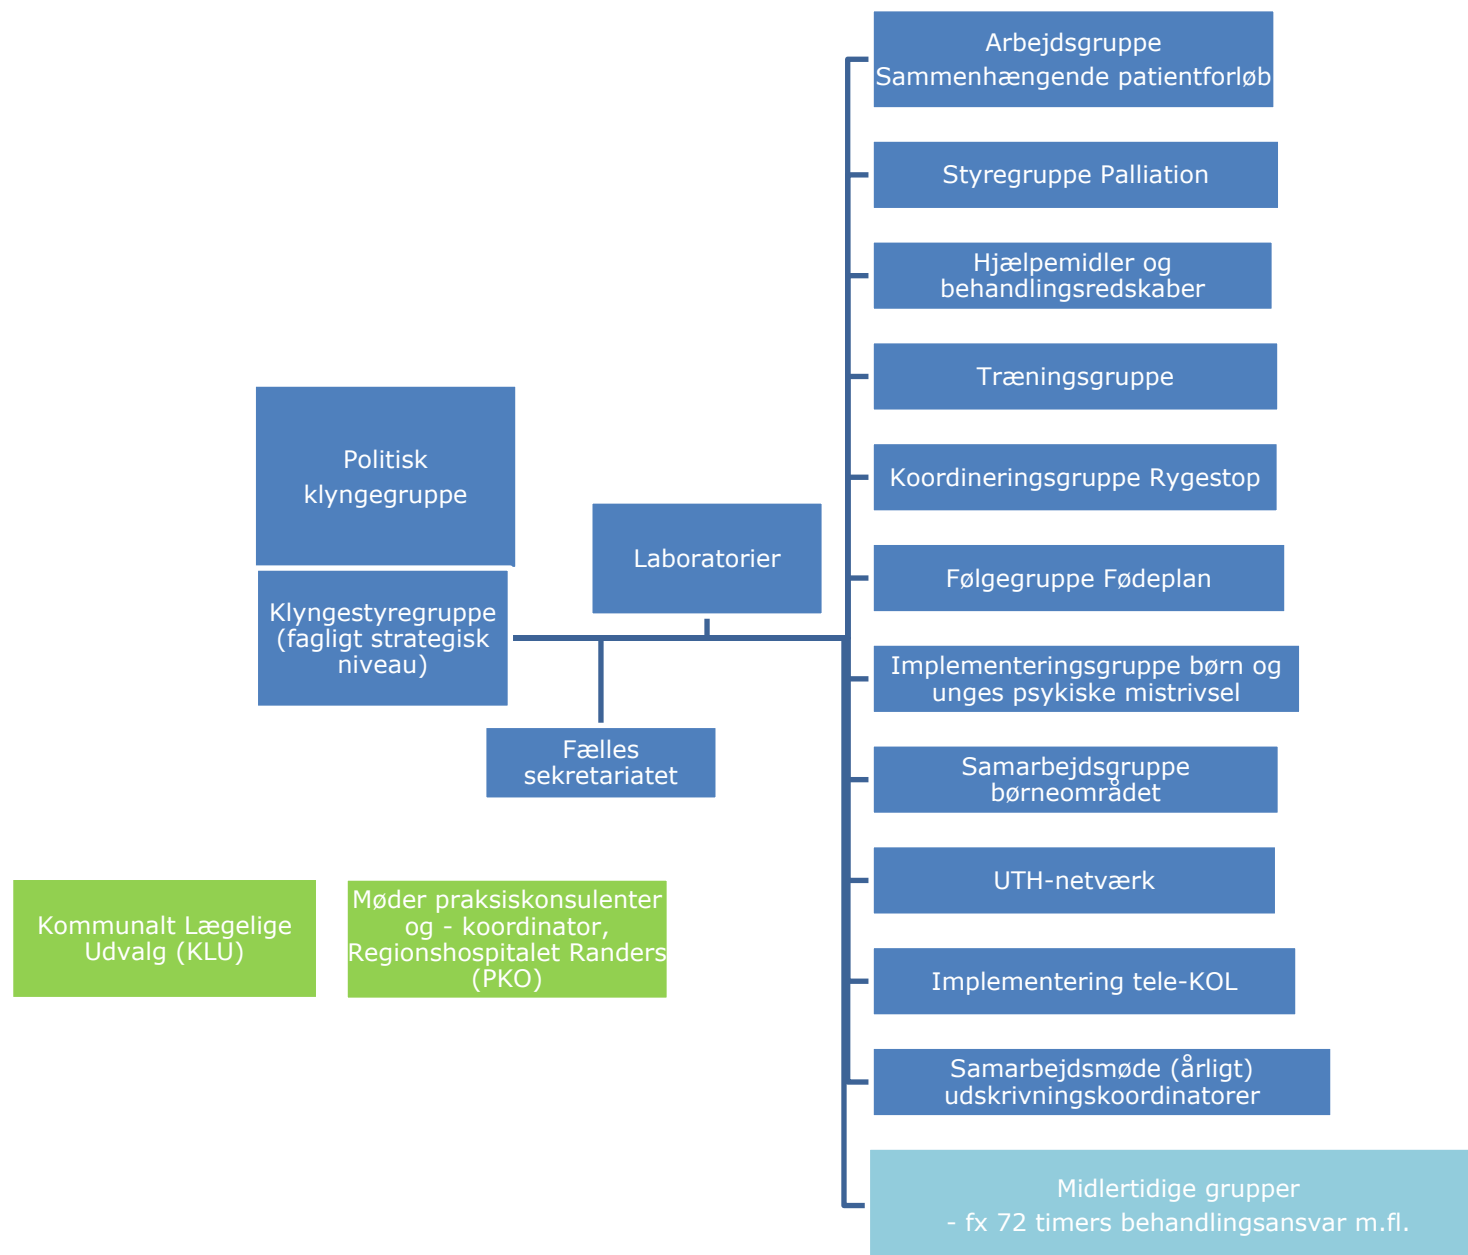 Politisk
klyngegruppe
Klyngestyregruppe
(fagligt strategisk
niveau)
Laboratorier
Fælles
sekretariatet
Arbejdsgruppe
Sammenhængende patientforløb
Styregruppe Palliation
Hjælpemidler og
behandlingsredskaber
Træningsgruppe
Koordineringsgruppe Rygestop
Følgegruppe Fødeplan
Implementeringsgruppe børn og
unges psykiske mistrivsel
Samarbejdsgruppe
børneområdet
UTH-netværk
Implementering tele-KOL
Samarbejdsmøde (årligt)
udskrivningskoordinatorer
Midlertidige grupper
- fx 72 timers behandlingsansvar m.fl.
Kommunalt Lægelige
Udvalg (KLU)
Møder praksiskonsulenter
og - koordinator,
Regionshospitalet Randers
(PKO)